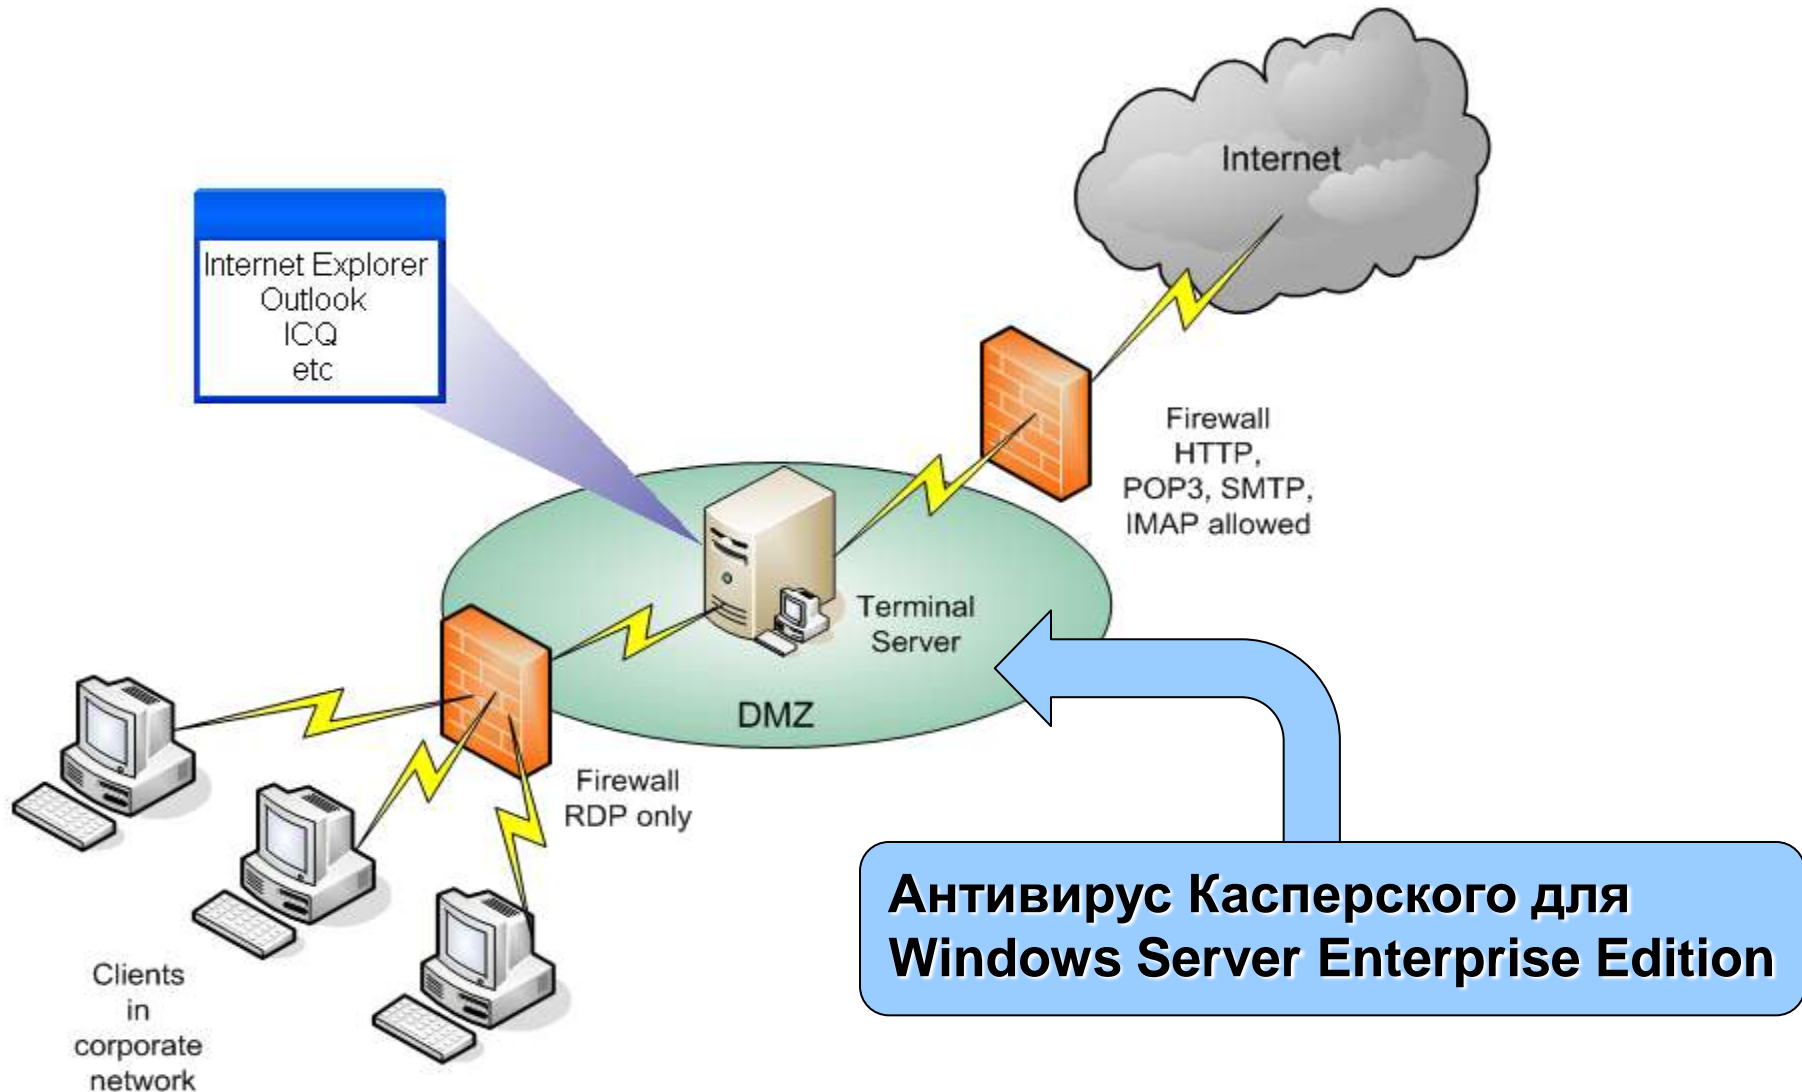 Internet
Internet Explorer
Outlook
ICQ
etc
Firewall
HTTP,
POP3, SMTP,
IMAP allowed
Terminal
Server
DMZ
Firewall
RDP only
Антивирус Касперского для
Windows Server Enterprise Edition
Clients
in
corporate
network